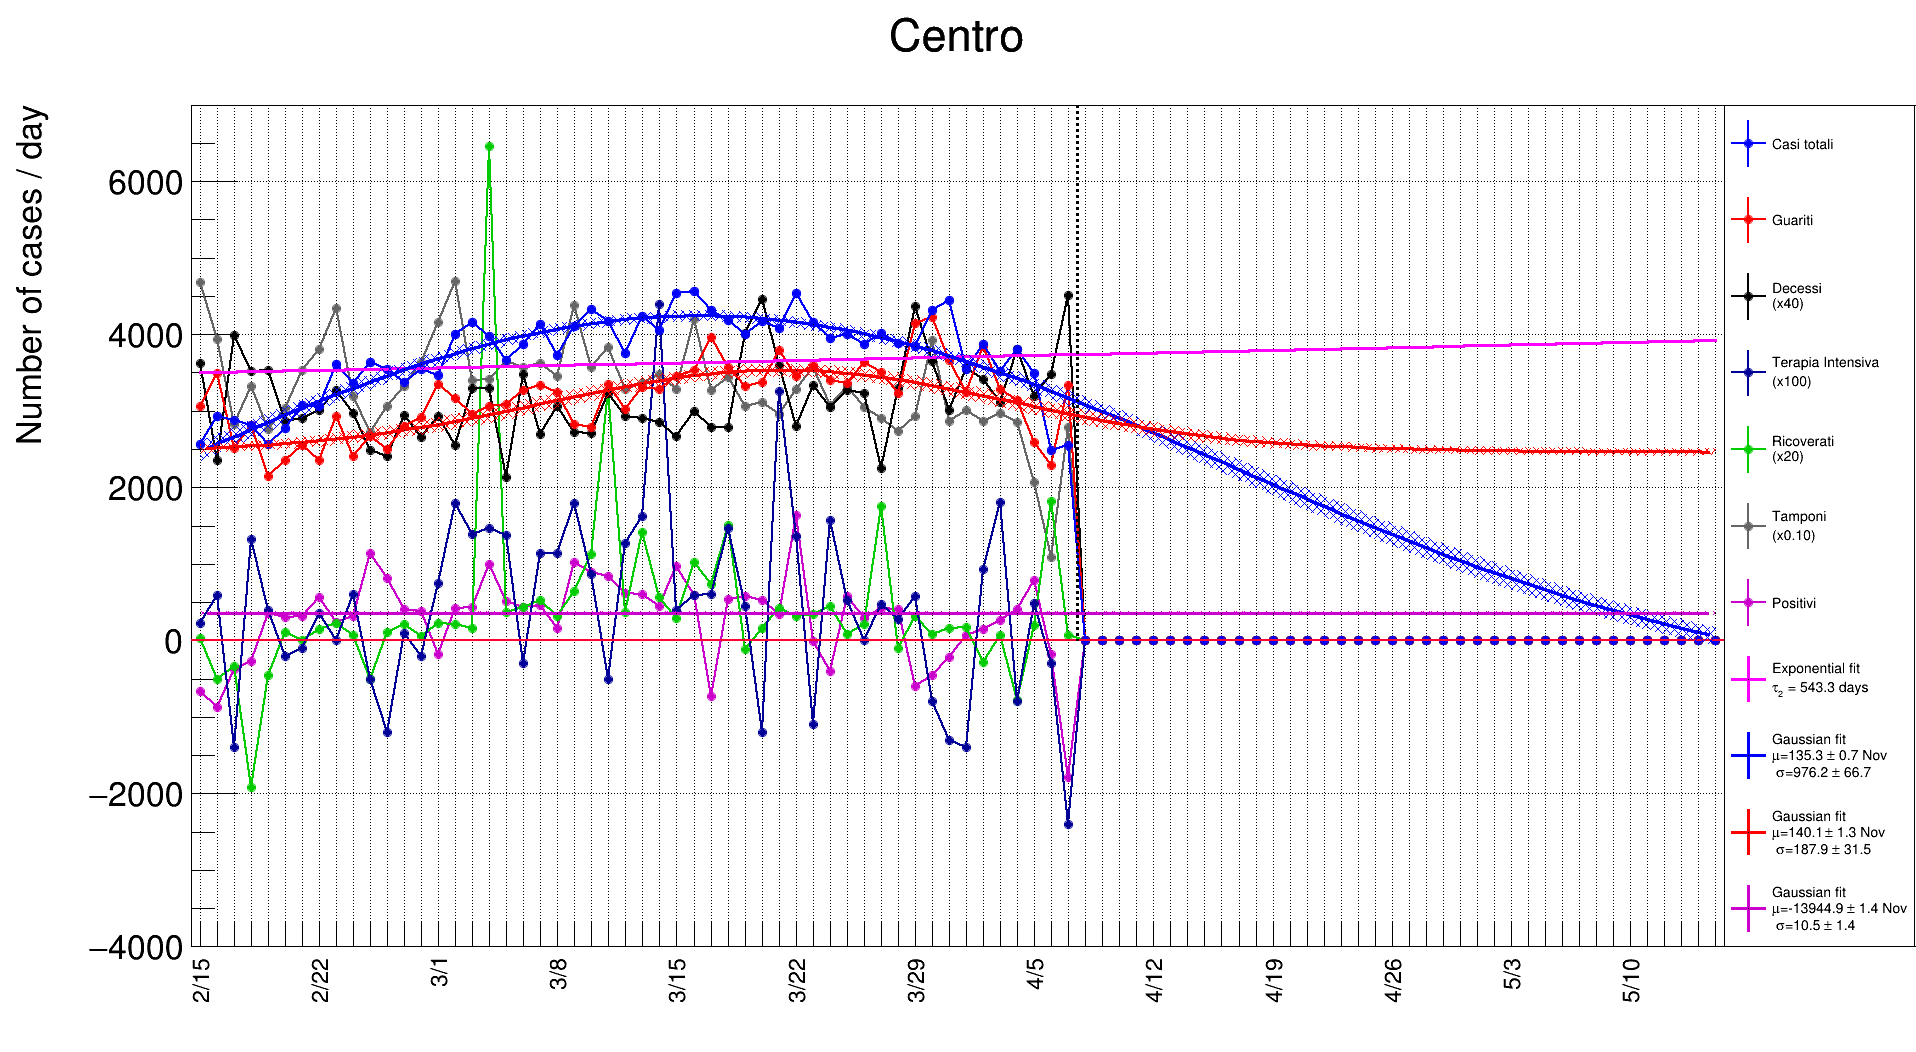 Centro
Number of cases / day
6000
4000
2000
0
−2000
−4000
2/15
2/22
3/1
3/8
3/15
3/22
3/29
4/5
4/12
4/19
4/26
5/3
5/10
Casi totali
Guariti
Decessi
(x40)
Terapia Intensiva
(x100)
Ricoverati
(x20)
Tamponi
(x0.10)
Positivi
Exponential fit
τ₂ = 543.3 days
Gaussian fit
μ=135.3 ± 0.7 Nov
σ=976.2 ± 66.7
Gaussian fit
μ=140.1 ± 1.3 Nov
σ=187.9 ± 31.5
Gaussian fit
μ=-13944.9 ± 1.4 Nov
σ=10.5 ± 1.4